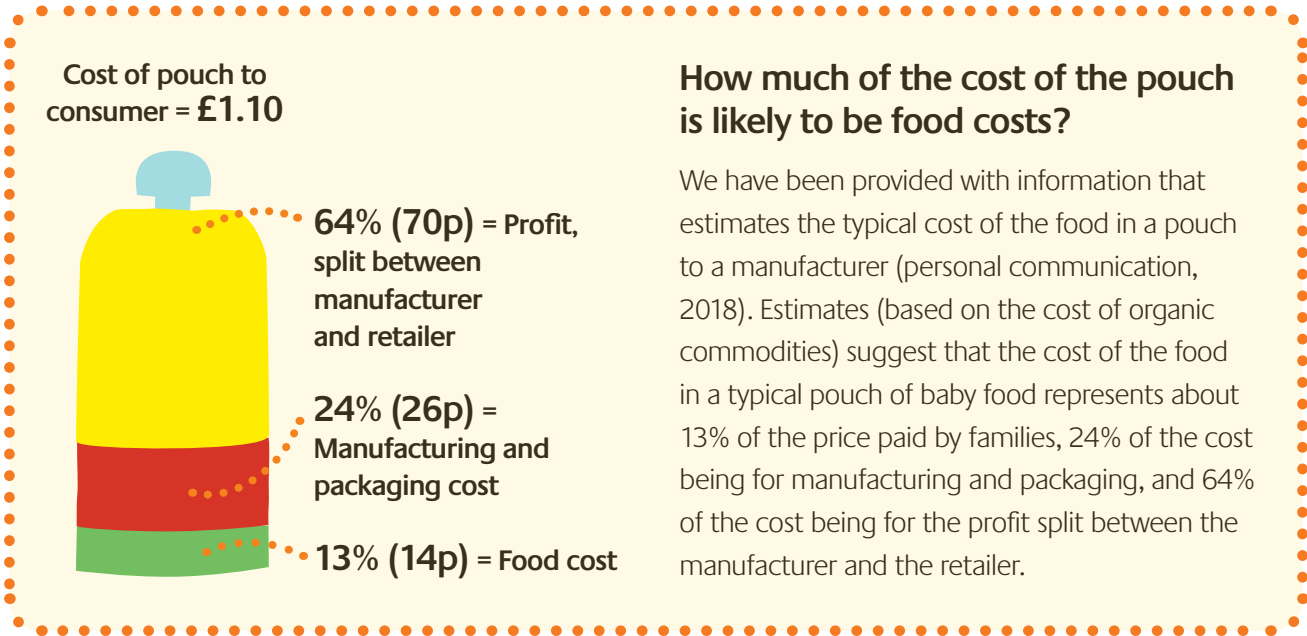 Cost of pouch to
consumer = £1.10
64% (70p) = Profit,
split between
manufacturer
and retailer
24% (26p) =
Manufacturing and
packaging cost
13% (14p) = Food cost
How much of the cost of the pouch
is likely to be food costs?
We have been provided with information that
estimates the typical cost of the food in a pouch
to a manufacturer (personal communication,
2018). Estimates (based on the cost of organic
commodities) suggest that the cost of the food
in a typical pouch of baby food represents about
13% of the price paid by families, 24% of the cost
being for manufacturing and packaging, and 64%
of the cost being for the profit split between the
manufacturer and the retailer.